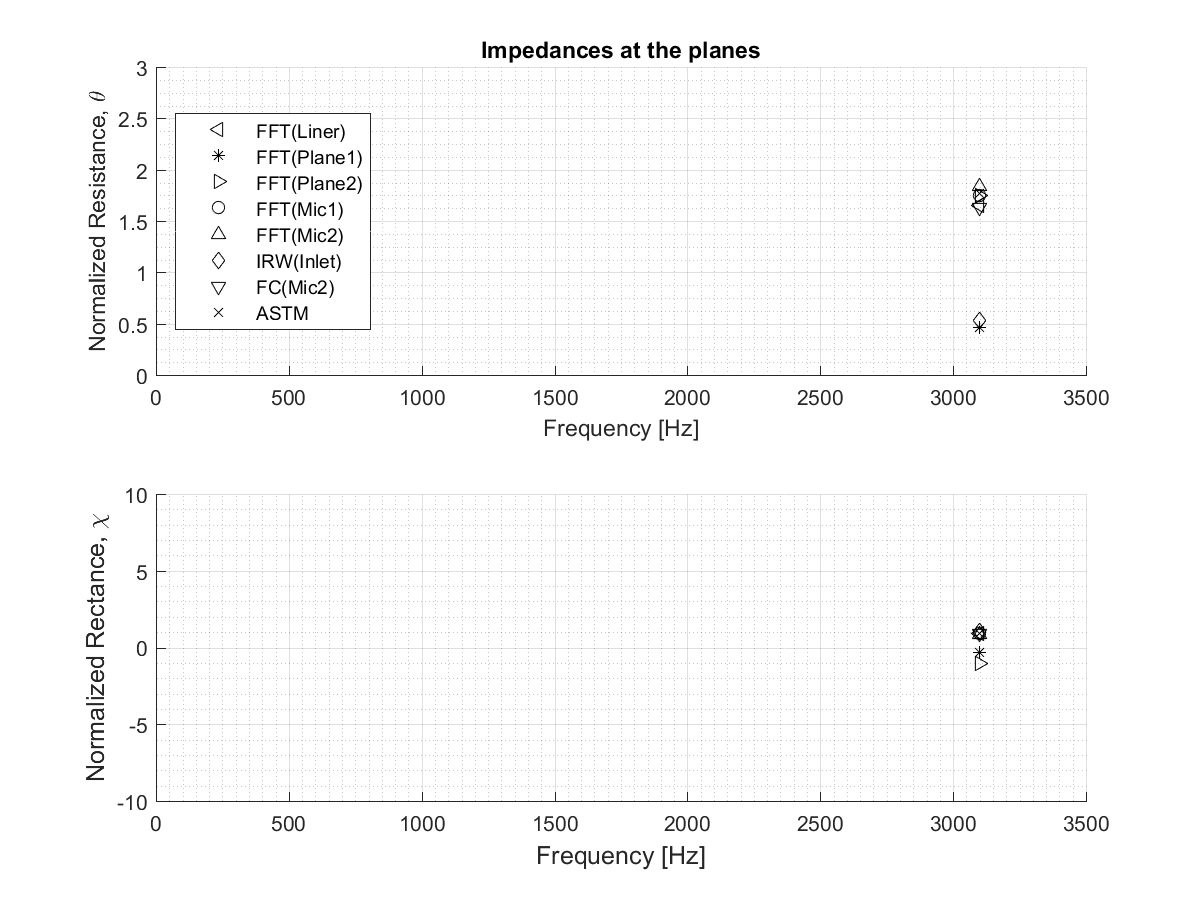 Impedances at the planes
Normalized Resistance, θ
3
2.5
2
1.5
1
0.5
0
FFT(Liner)
FFT(Plane1)
FFT(Plane2)
FFT(Mic1)
FFT(Mic2)
IRW(Inlet)
FC(Mic2)
ASTM
0 500 1000 1500 2000 2500 3000 3500
Frequency [Hz]
Normalized Rectance, χ
10
5
0
-5
-10
0 500 1000 1500 2000 2500 3000 3500
Frequency [Hz]